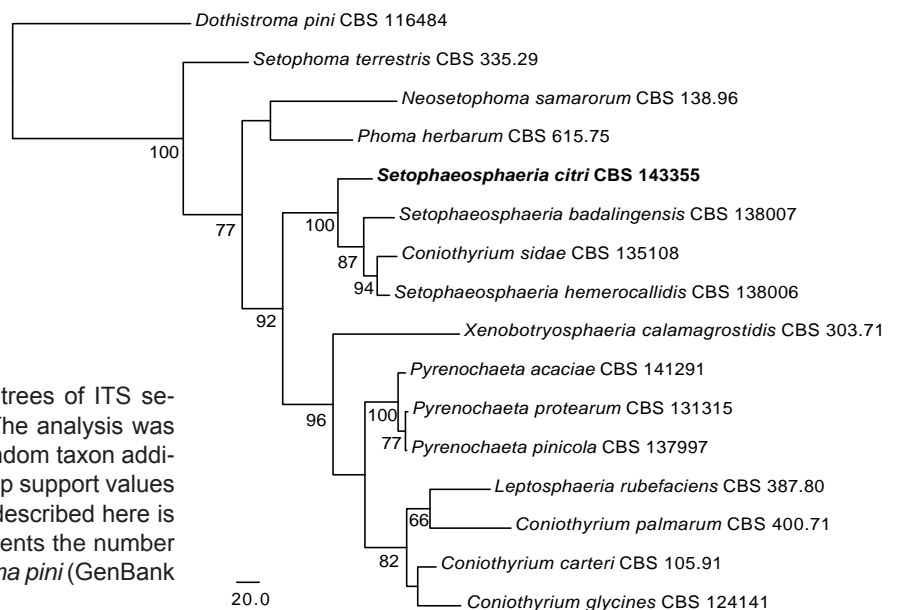 Dothistroma pini CBS 116484
Setophoma terrestris CBS 335.29
Neosetophoma samarorum CBS 138.96
100
Phoma herbarum CBS 615.75
Setophaeosphaeria citri CBS 143355
77
100
Setophaeosphaeria badalingensis CBS 138007
87
Coniothyrium sidae CBS 135108
94
Setophaeosphaeria hemerocallidis CBS 138006
92
Xenobotryosphaeria calamagrostidis CBS 303.71
96
Pyrenochaeta acaciae CBS 141291
100
Pyrenochaeta protearum CBS 131315
77
Pyrenochaeta pinicola CBS 137997
Leptosphaeria rubefaciens CBS 387.80
66
Coniothyrium palmarum CBS 400.71
82
Coniothyrium carteri CBS 105.91
Coniothyrium glycines CBS 124141
20.0
trees of ITS se-
he analysis was
ndom taxon addi-
p support values
described here is
ents the number
ma pini (GenBank